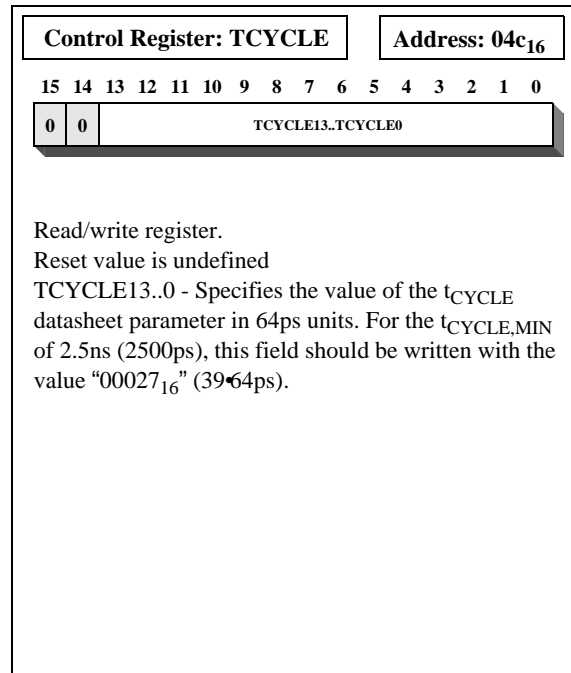 Control Register: TCYCLE
Address: 04c16
15 14 13 12 11 10 9 8 7 6 5 4 3 2 1 0
0 0 TCYCLE13..TCYCLE0
Read/write register.
Reset value is undefined
TCYCLE13..0 - Specifies the value of the tCYCLE
datasheet parameter in 64ps units. For the tCYCLE,MIN
of 2.5ns (2500ps), this field should be written with the
value “0002716” (39•64ps).